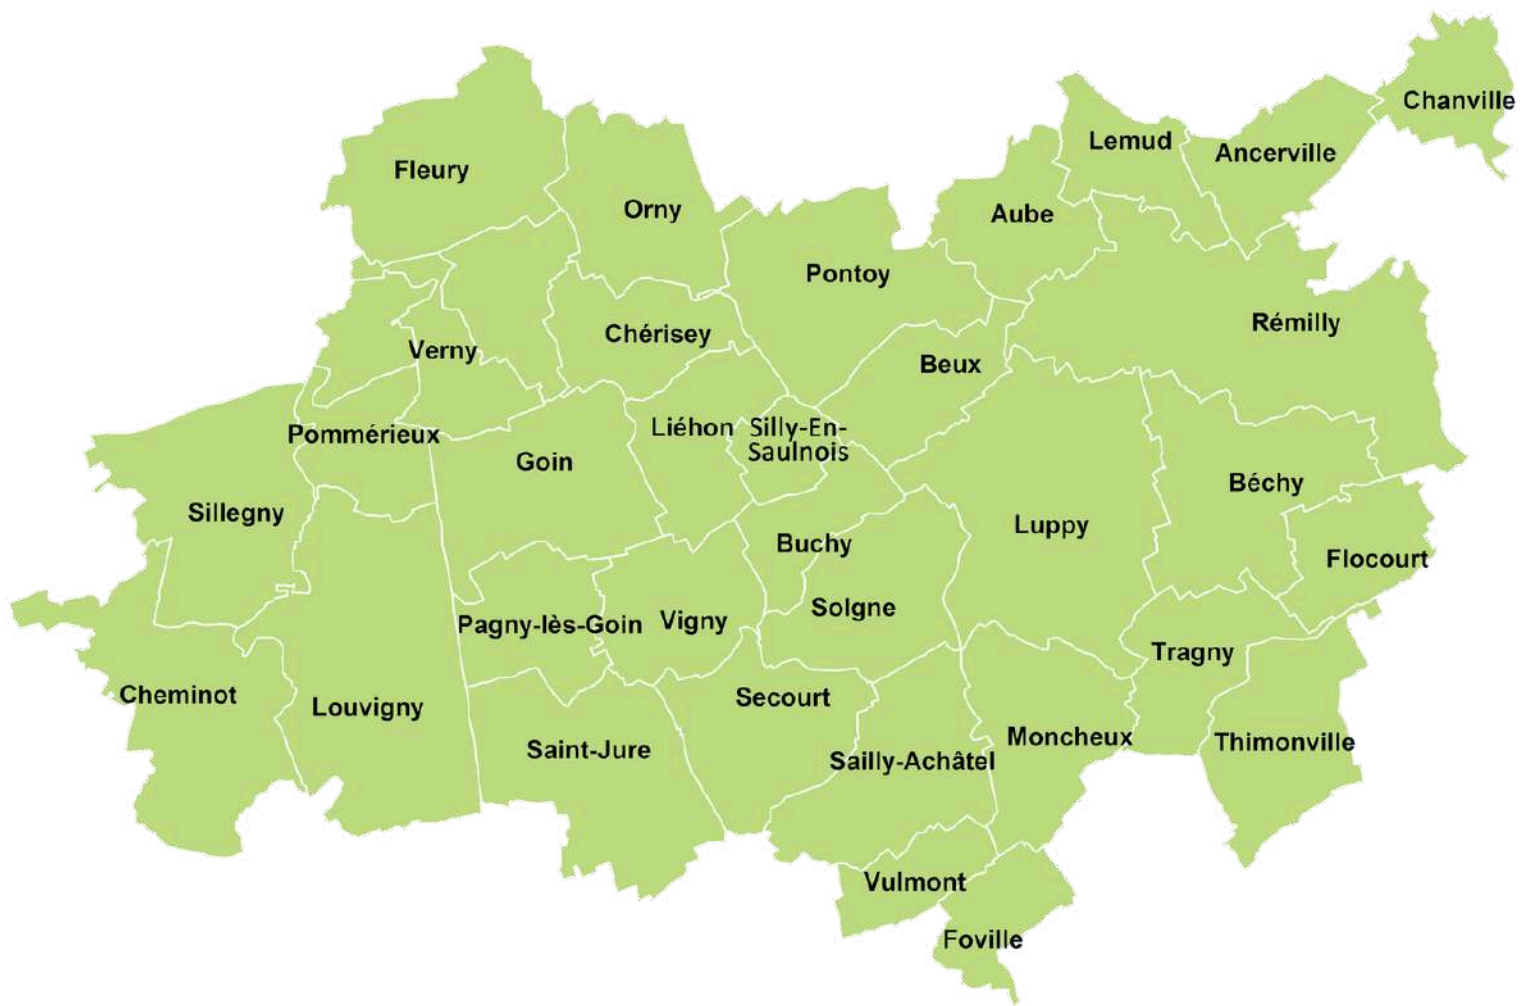 Chanville
Lemud
Ancerville
Fleury
Orny
Aube
Pontoy
Rémilly
Chérisey
Verny
Beux
Pommérieux
Liéhon
Silly-En-
Saulnois
Goin
Béchy
Sillegny
Luppy
Buchy
Flocourt
Solgne
Pagny-lès-Goin
Vigny
Tragny
Cheminot
Secourt
Louvigny
Moncheux
Thimonville
Saint-Jure
Sailly-Achâtel
Vulmont
Foville